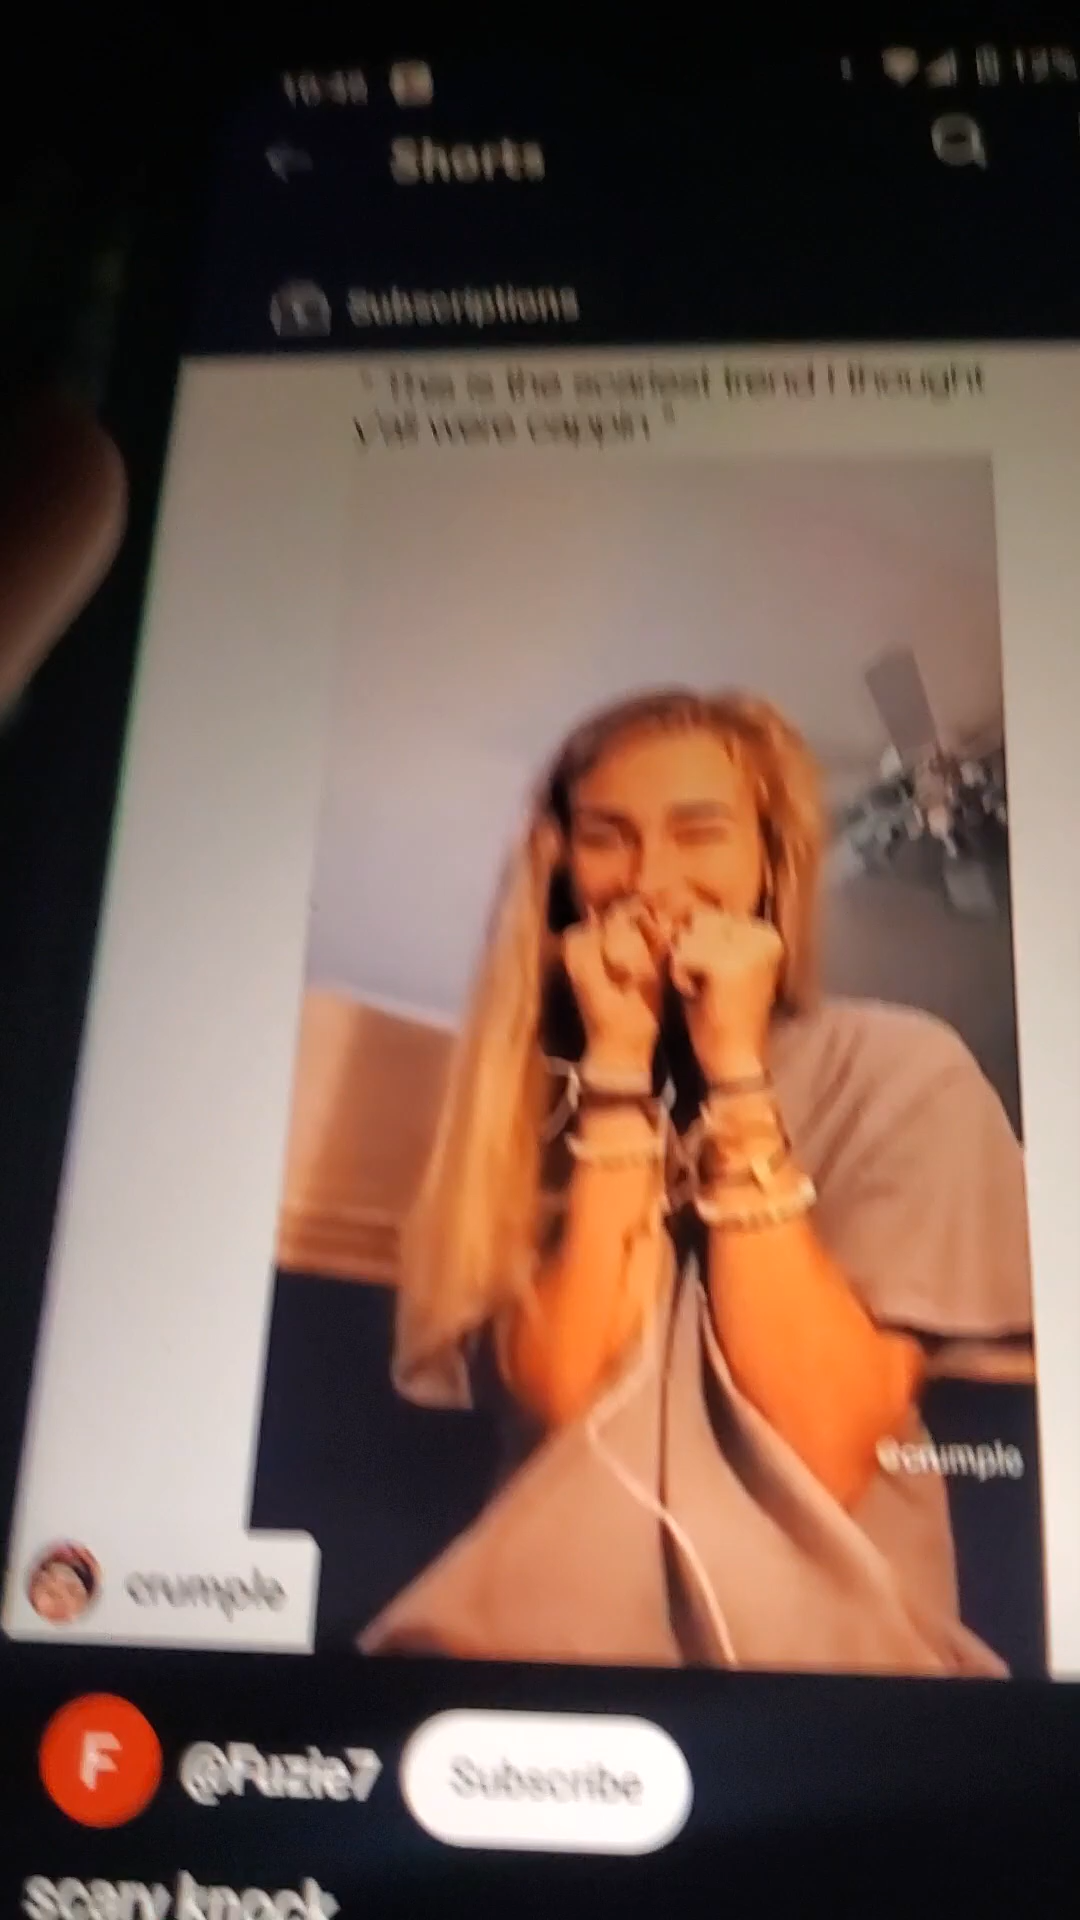 Shorts
Subscriptions
" This is the scariest trend I thought
y'all were cappin "
@crumple
crumple
F
@Fuzie7
Subscribe
scary knock